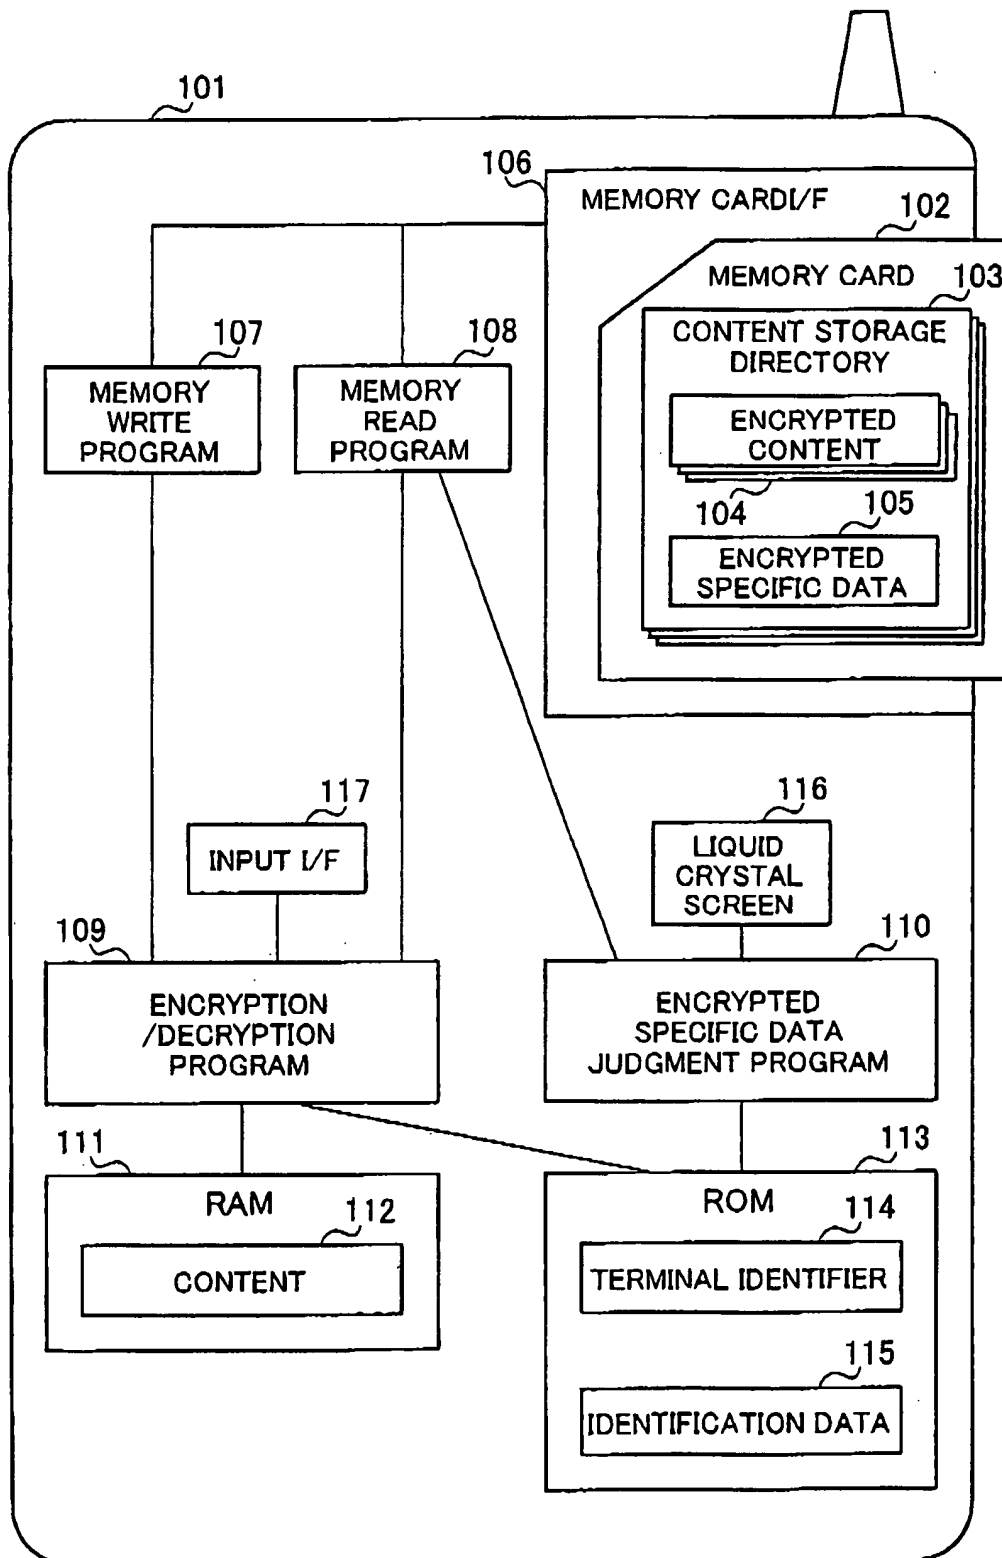 101
106
MEMORY CARDI/F
102
MEMORY CARD
103
CONTENT STORAGE
DIRECTORY
ENCRYPTED
CONTENT
104
105
ENCRYPTED
SPECIFIC DATA
107
MEMORY
WRITE
PROGRAM
108
MEMORY
READ
PROGRAM
117
INPUT I/F
116
LIQUID
CRYSTAL
SCREEN
109
ENCRYPTION
/DECRYPTION
PROGRAM
110
ENCRYPTED
SPECIFIC DATA
JUDGMENT PROGRAM
111
RAM
112
CONTENT
113
ROM
114
TERMINAL IDENTIFIER
115
IDENTIFICATION DATA